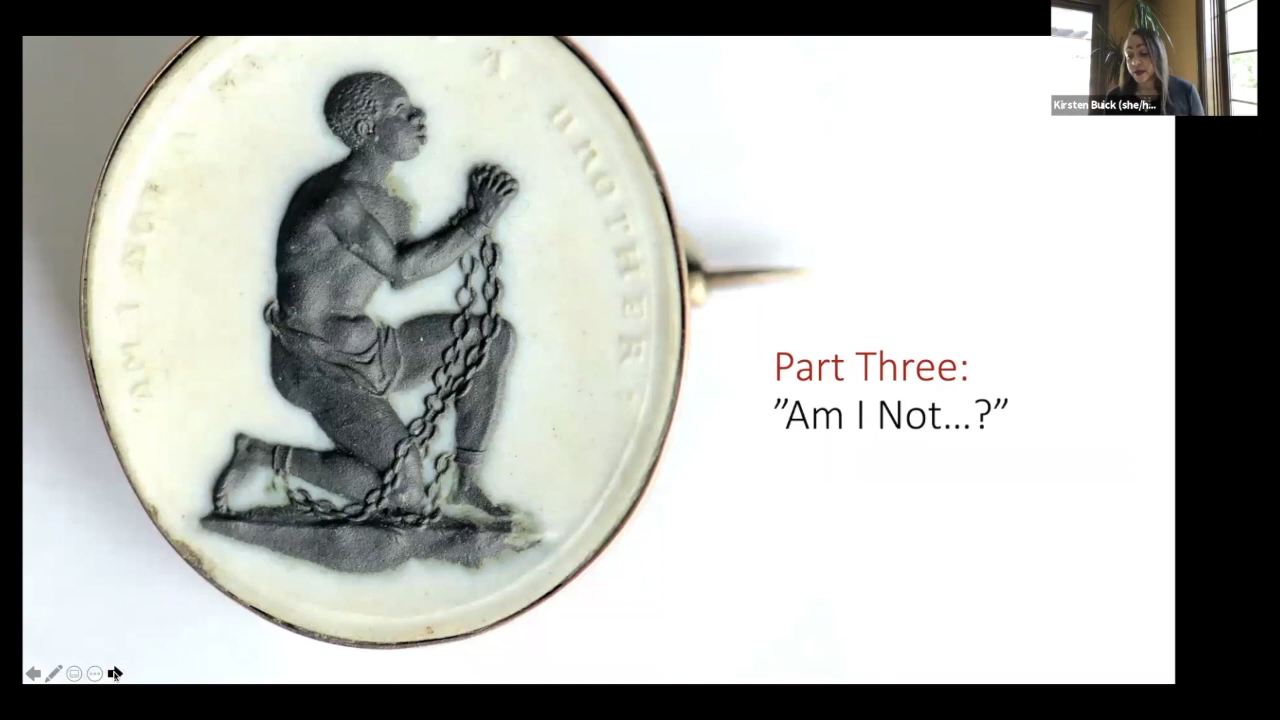 Kirsten Buick (she/h...
'AM I NOT
A
BROTHER
Part Three:
”Am I Not...?”